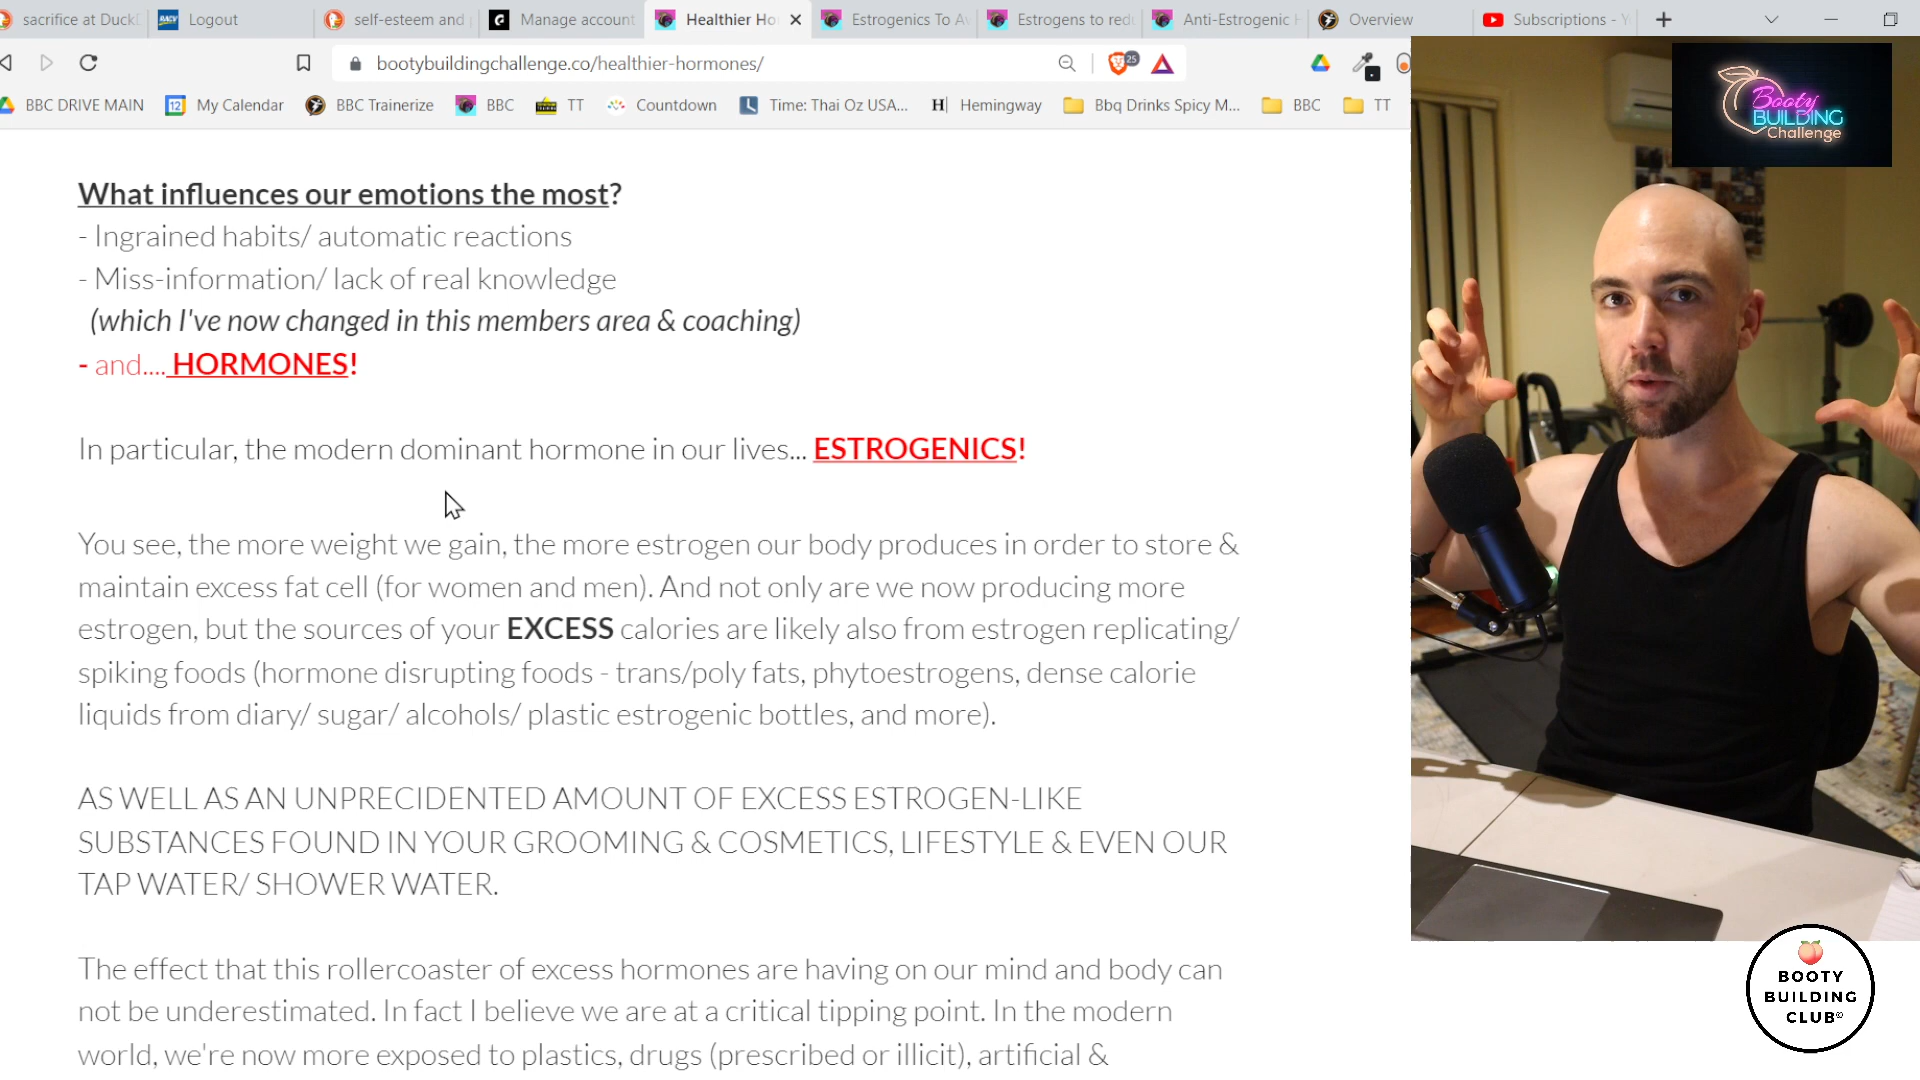 sacrifice at Duck
RACV Logout
self-esteem and
Manage account
Healthier Ho
Estrogenics To Av
Estrogens to redu
Anti-Estrogenic
Overview
Subscriptions -
bootybuildingchallenge.co/healthier-hormones/
25
BBC DRIVE MAIN
12 My Calendar
BBC Trainerize
BBC
TT
Countdown
Time: Thai Oz USA...
H Hemingway
Bbq Drinks Spicy M...
BBC
TT
Booty
BUILDING
Challenge
What influences our emotions the most?
- Ingrained habits/ automatic reactions
- Miss-information/ lack of real knowledge
(which I've now changed in this members area & coaching)
- and.... HORMONES!
In particular, the modern dominant hormone in our lives... ESTROGENICS!
You see, the more weight we gain, the more estrogen our body produces in order to store &
maintain excess fat cell (for women and men). And not only are we now producing more
estrogen, but the sources of your EXCESS calories are likely also from estrogen replicating/
spiking foods (hormone disrupting foods - trans/poly fats, phytoestrogens, dense calorie
liquids from diary/ sugar/ alcohols/ plastic estrogenic bottles, and more).
AS WELL AS AN UNPRECIDENTED AMOUNT OF EXCESS ESTROGEN-LIKE
SUBSTANCES FOUND IN YOUR GROOMING & COSMETICS, LIFESTYLE & EVEN OUR
TAP WATER/ SHOWER WATER.
The effect that this rollercoaster of excess hormones are having on our mind and body can
not be underestimated. In fact I believe we are at a critical tipping point. In the modern
world, we're now more exposed to plastics, drugs (prescribed or illicit), artificial &
BOOTY
BUILDING
CLUB©